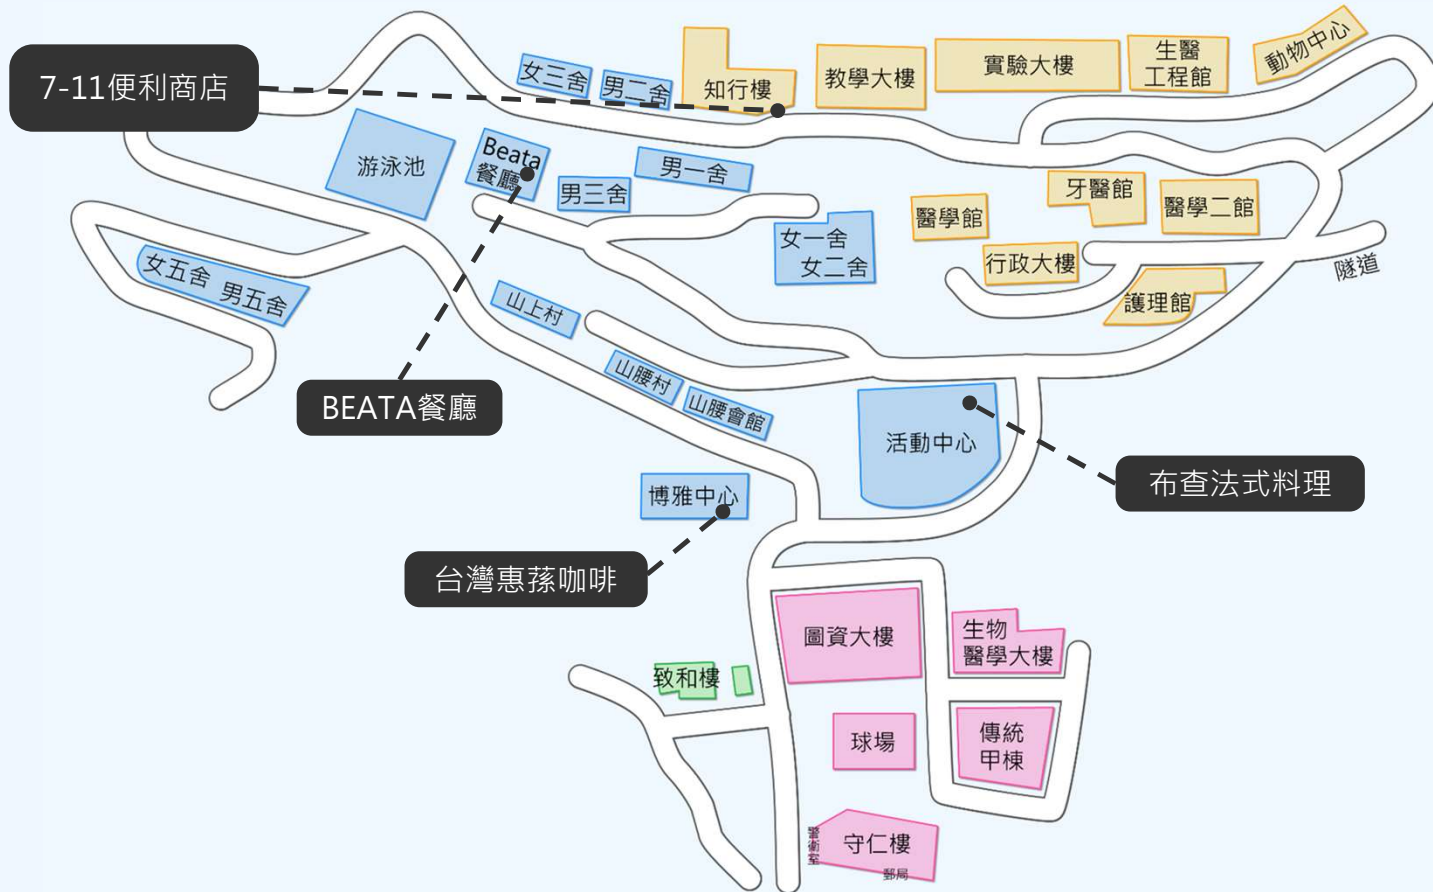 7-11便利商店
女三舍
男二舍
知行樓
教學大樓
實驗大樓
生醫
工程館
動物中心
游泳池
Beata
餐廳
男三舍
男一舍
女一舍
女二舍
醫學館
牙醫館
醫學二館
行政大樓
護理館
隧道
女五舍
男五舍
山上村
山腰村
山腰會館
BEATA餐廳
活動中心
布查法式料理
博雅中心
台灣惠蓀咖啡
圖資大樓
生物
醫學大樓
致和樓
球場
傳統
甲棟
守仁樓
警衛室
郵局